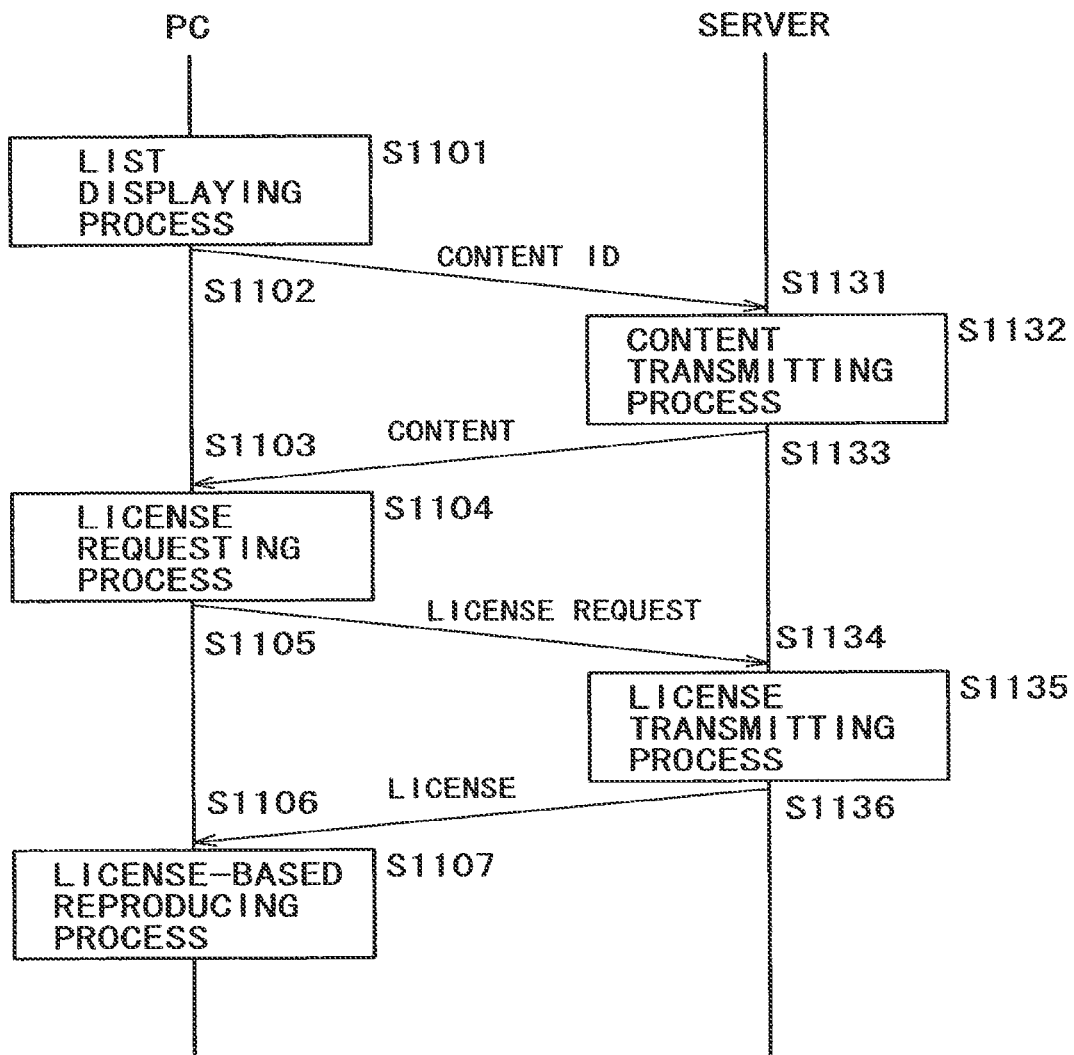 PC
SERVER
LIST
DISPLAYING
PROCESS
S1101
CONTENT ID
S1102
S1131
CONTENT
TRANSMITTING
PROCESS
S1132
CONTENT
S1103
S1133
LICENSE
REQUESTING
PROCESS
S1104
LICENSE REQUEST
S1105
S1134
LICENSE
TRANSMITTING
PROCESS
S1135
LICENSE
S1106
S1136
LICENSE-BASED
REPRODUCING
PROCESS
S1107